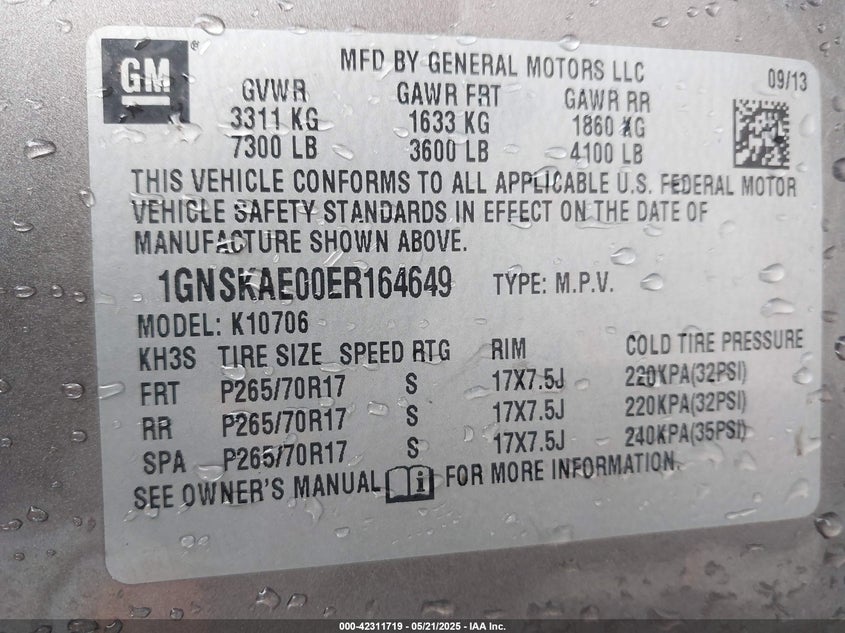 GM
MFD BY GENERAL MOTORS LLC
09/13
GVWR GAWR FRT GAWR RR
3311 KG 1633 KG 1860 KG
7300 LB 3600 LB 4100 LB
THIS VEHICLE CONFORMS TO ALL APPLICABLE U.S. FEDERAL MOTOR
VEHICLE SAFETY STANDARDS IN EFFECT ON THE DATE OF
MANUFACTURE SHOWN ABOVE.
1GNSKAE00ER164649 TYPE: M.P.V.
MODEL: K10706
KH3S TIRE SIZE SPEED RTG RIM COLD TIRE PRESSURE
FRT P265/70R17 S 17X7.5J 220KPA(32PSI)
RR P265/70R17 S 17X7.5J 220KPA(32PSI)
SPA P265/70R17 S 17X7.5J 240KPA(35PSI)
SEE OWNER'S MANUAL i FOR MORE INFORMATION.
000-42311719 - 05/21/2025 - IAA Inc.